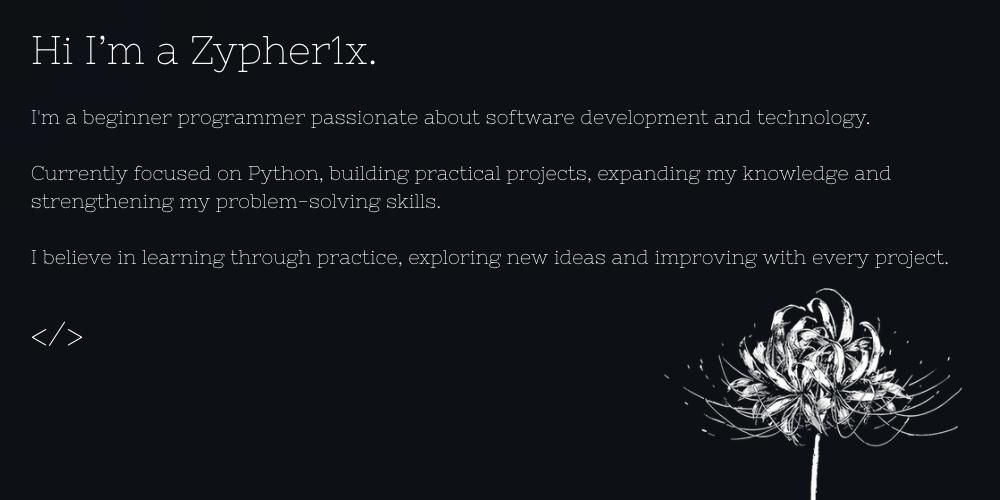 Hi I’m a Zypher1x.
I'm a beginner programmer passionate about software development and technology.
Currently focused on Python, building practical projects, expanding my knowledge and
strengthening my problem-solving skills.
I believe in learning through practice, exploring new ideas and improving with every project.
</>